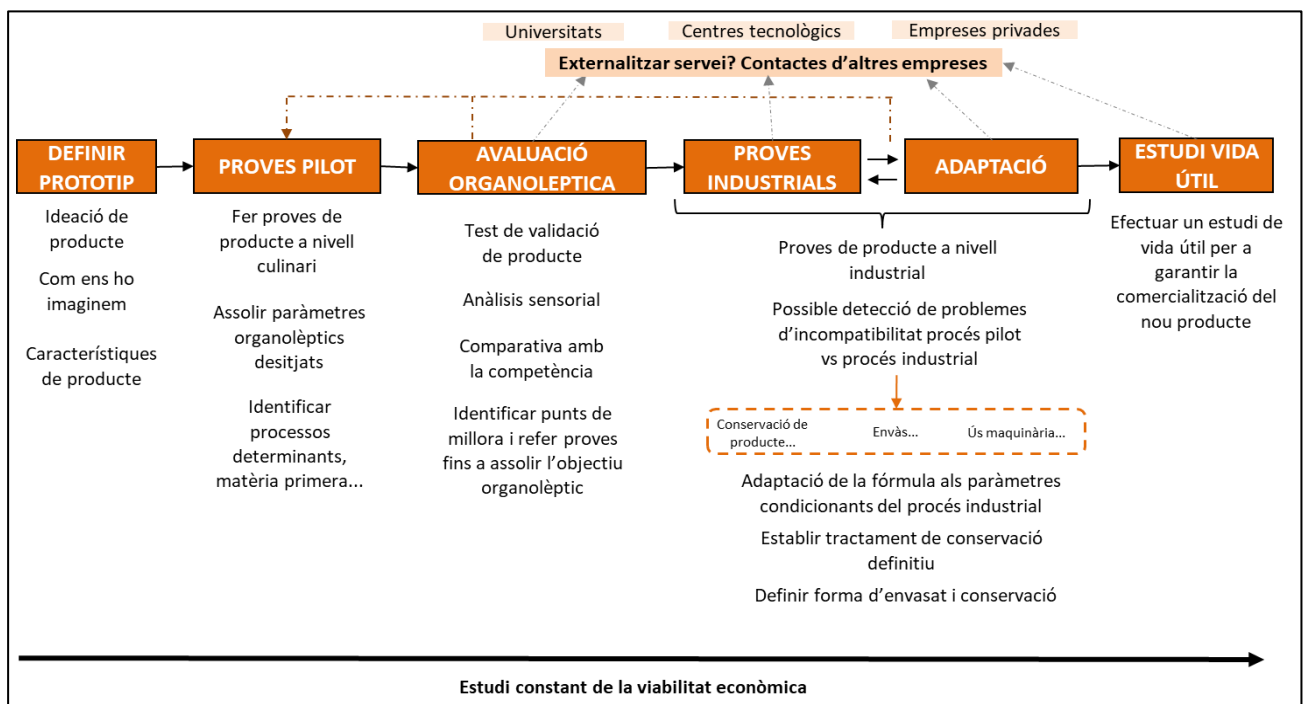 Universitats
Centres tecnològics
Empreses privades
Externalitzar servei? Contactes d'altres empreses
DEFINIR
PROTOTIP
PROVES PILOT
AVALUACIÓ
ORGANOLEPTICA
PROVES
INDUSTRIALS
ADAPTACIÓ
ESTUDI VIDA
ÚTIL
Ideació de
producte
Com ens ho
imaginem
Característiques
de producte
Fer proves de
producte a nivell
culinari
Assolir paràmetres
organolèptics
desitjats
Identificar
processos
determinants,
matèria primera...
Test de validació
de producte
Anàlisis sensorial
Comparativa amb
la competència
Identificar punts de
millora i refer proves
fins a assolir l'objectiu
organolèptic
Proves de producte a nivell
industrial
Possible detecció de problemes
d'incompatibilitat procés pilot
vs procés industrial
Conservació de
producte...
Envàs...
Ús maquinària...
Adaptació de la fórmula als paràmetres
condicionants del procés industrial
Establir tractament de conservació
definitiu
Definir forma d'envasat i conservació
Efectuar un estudi de
vida útil per a
garantir la
comercialització del
nou producte
Estudi constant de la viabilitat econòmica